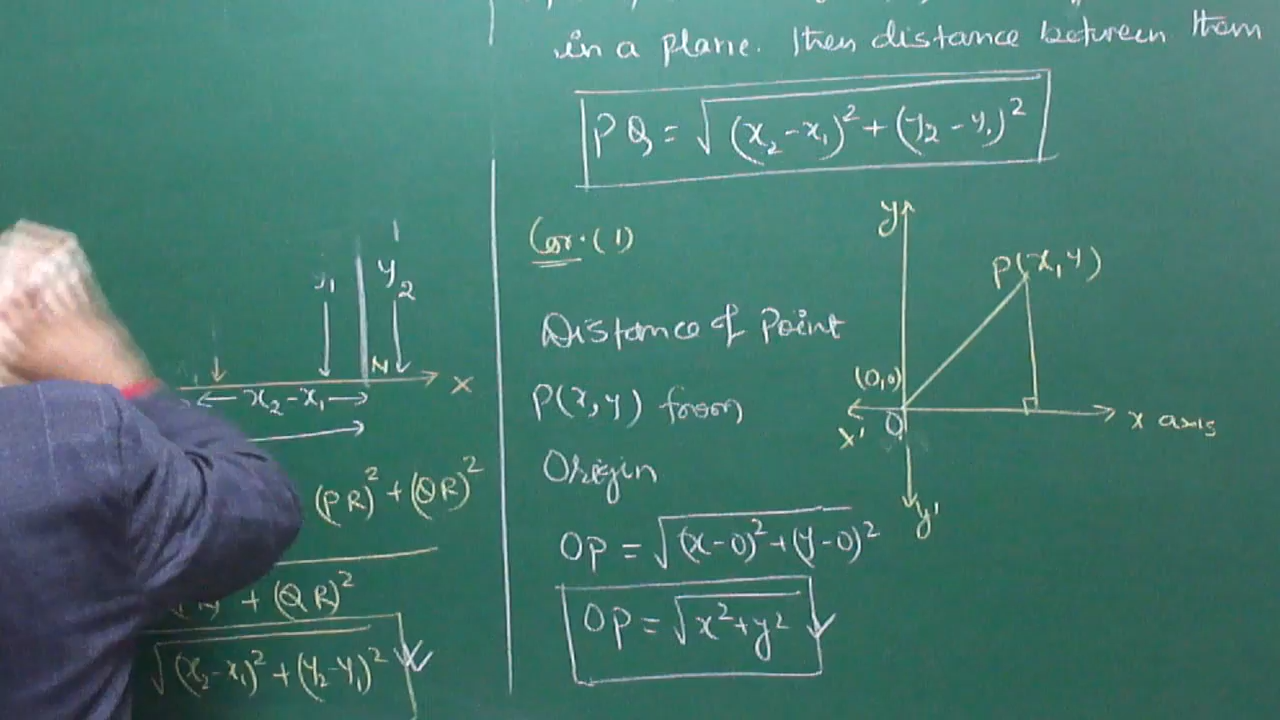 in a plane. Then distance between them
PQ = √(x₂-x₁)² + (y₂-y₁)²
Cor. (1)
Distance of Point
P(x,y) from
Origin
OP = √(x-0)²+(y-0)²
OP = √x²+y²
y
P(x,y)
(0,0)
x'
O
x axis
y'
y₂
N
x
x₂-x₁
(PR)² + (QR)²
+ (QR)²
√(x₂-x₁)² + (y₂-y₁)²